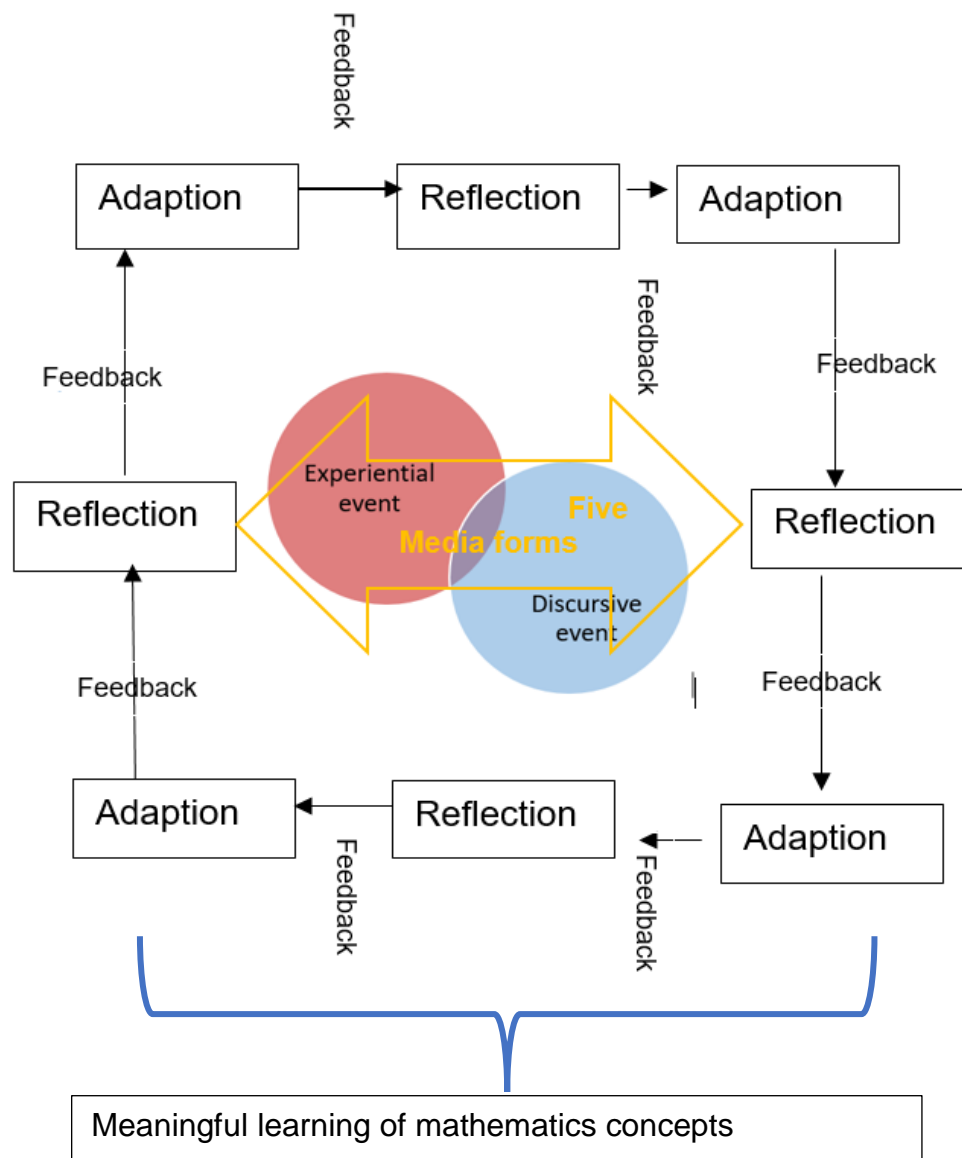 Feedback
Adaption
Reflection
Adaption
Feedback
Feedback
Feedback
Experiential
event
Five
Media forms
Reflection
Reflection
Discursive
event
Feedback
Feedback
Adaption
Reflection
Adaption
Feedback
Feedback
Meaningful learning of mathematics concepts